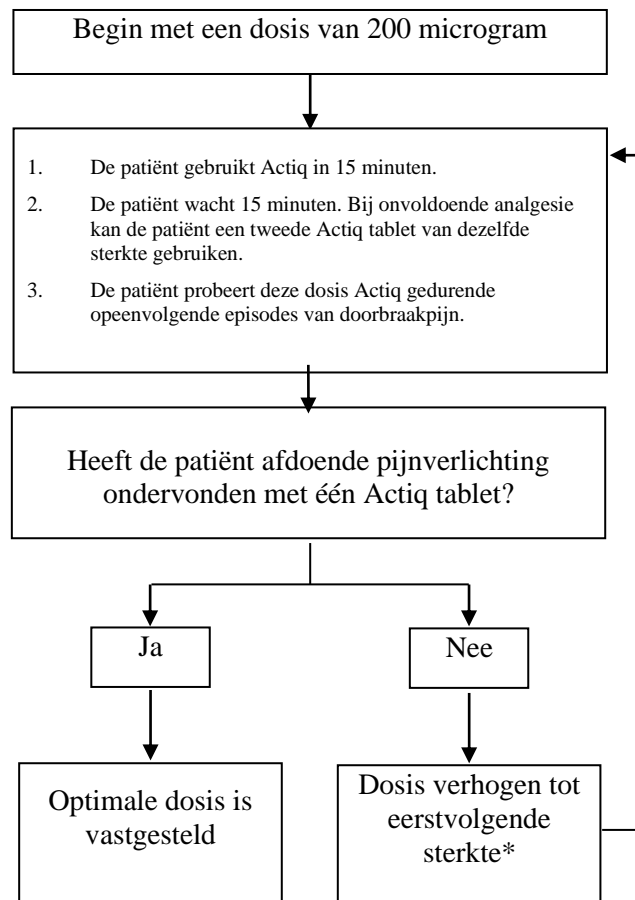 Begin met een dosis van 200 microgram
1. De patiënt gebruikt Actiq in 15 minuten.
2. De patiënt wacht 15 minuten. Bij onvoldoende analgesie
kan de patiënt een tweede Actiq tablet van dezelfde
sterkte gebruiken.
3. De patiënt probeert deze dosis Actiq gedurende
opeenvolgende episodes van doorbraakpijn.
Heeft de patiënt afdoende pijnverlichting
ondervonden met één Actiq tablet?
Ja
Nee
Optimale dosis is
vastgesteld
Dosis verhogen tot
eerstvolgende
sterkte*